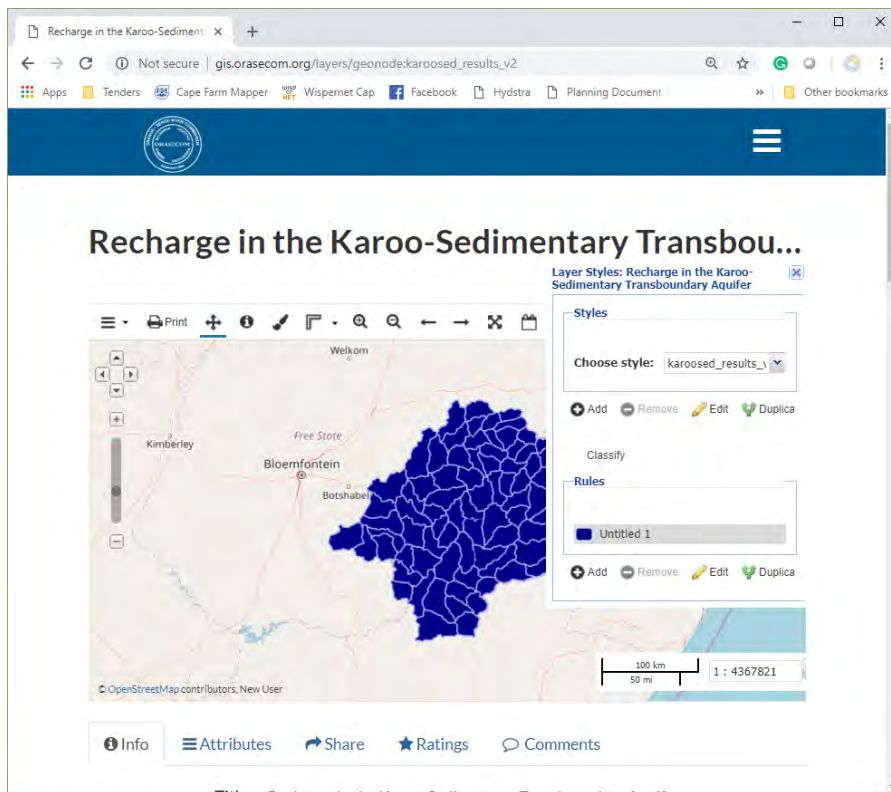 Recharge in the Karoo-Sediment
Not secure | gis.orasecom.org/layers/geonode:karoosed_results_v2
Apps Tenders Cape Farm Mapper Wispernet Cap Facebook Hydstra Planning Document » Other bookmarks
ORASECOM
Recharge in the Karoo-Sedimentary Transbou...
Layer Styles: Recharge in the Karoo-
Sedimentary Transboundary Aquifer
Print
Styles
Choose style: karoosed_results_v
Add Remove Edit Duplica
Classify
Rules
Untitled 1
Add Remove Edit Duplica
Welkom
Kimberley
Free State
Bloemfontein
Botshabel
100 km
50 mi
1 : 4367821
© OpenStreetMap contributors, New User
Info Attributes Share Ratings Comments